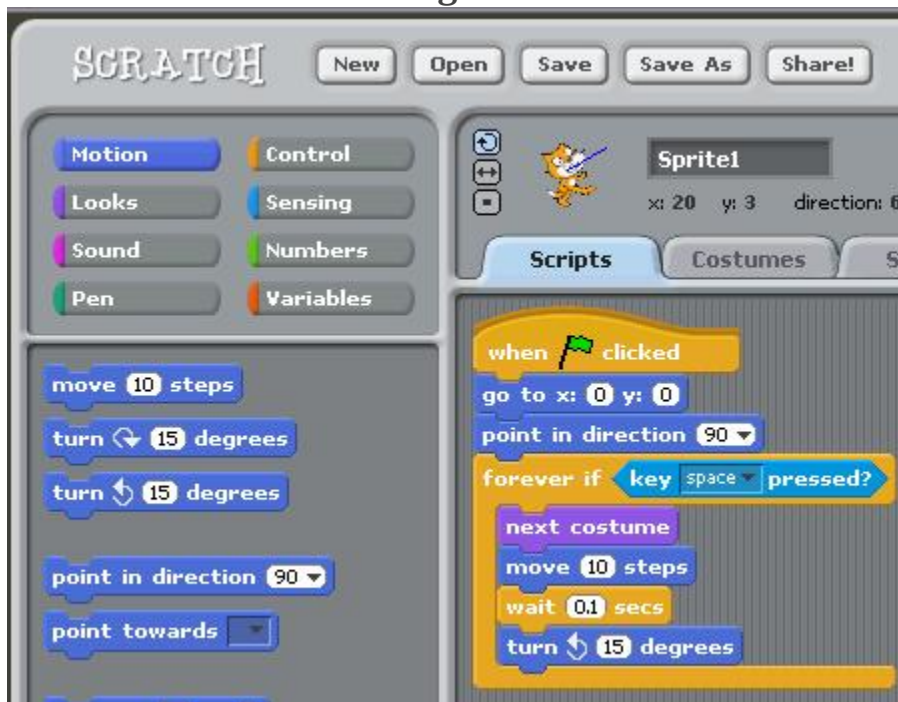 SCRATCH New Open Save Save As Share!
Motion Control
Looks Sensing
Sound Numbers
Pen Variables
Sprite1
x: 20 y: 3 direction: 6
Scripts Costumes S
move 10 steps
turn 15 degrees
turn 15 degrees
point in direction 90
point towards
when clicked
go to x: 0 y: 0
point in direction 90
forever if key space pressed?
next costume
move 10 steps
wait 0.1 secs
turn 15 degrees